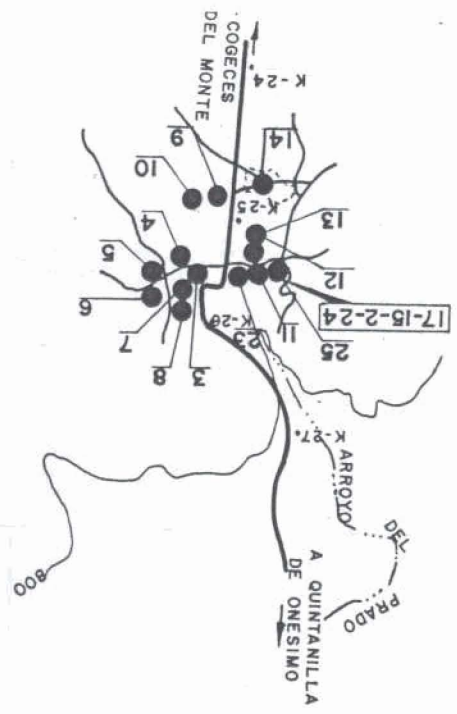 COGECES
DEL MONTE
K-24
9
14
10
K-25
13
4
5
12
6
17-15-2-24
7
11
25
8
3
K-26
23
K-27
ARROYO
DEL
PRADO
800
A QUINTANILLA
DE ONESIMO